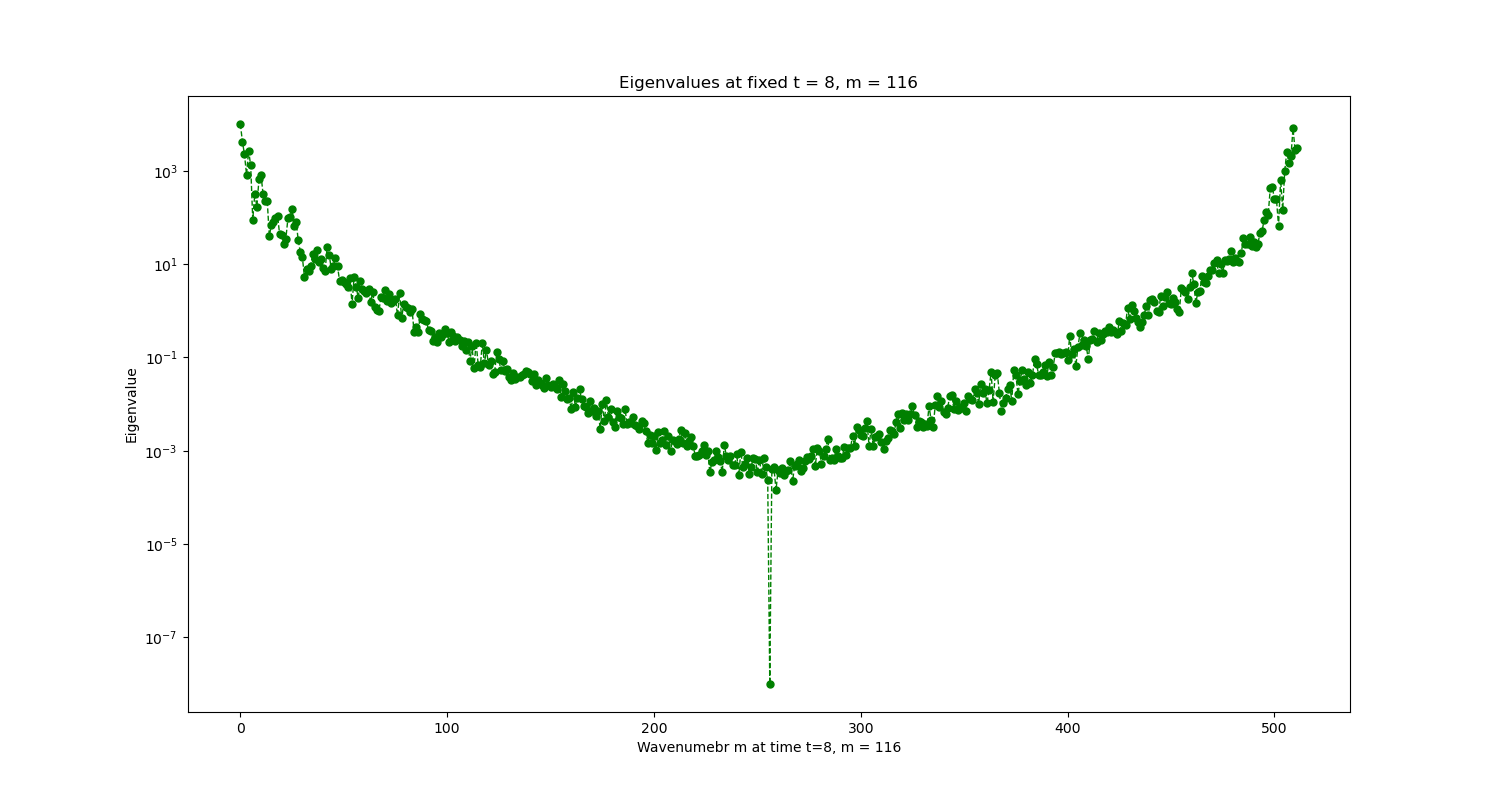 Eigenvalues at fixed t = 8, m = 116
10³
10¹
10⁻¹
10⁻³
10⁻⁵
10⁻⁷
Eigenvalue
0 100 200 300 400 500
Wavenumebr m at time t=8, m = 116